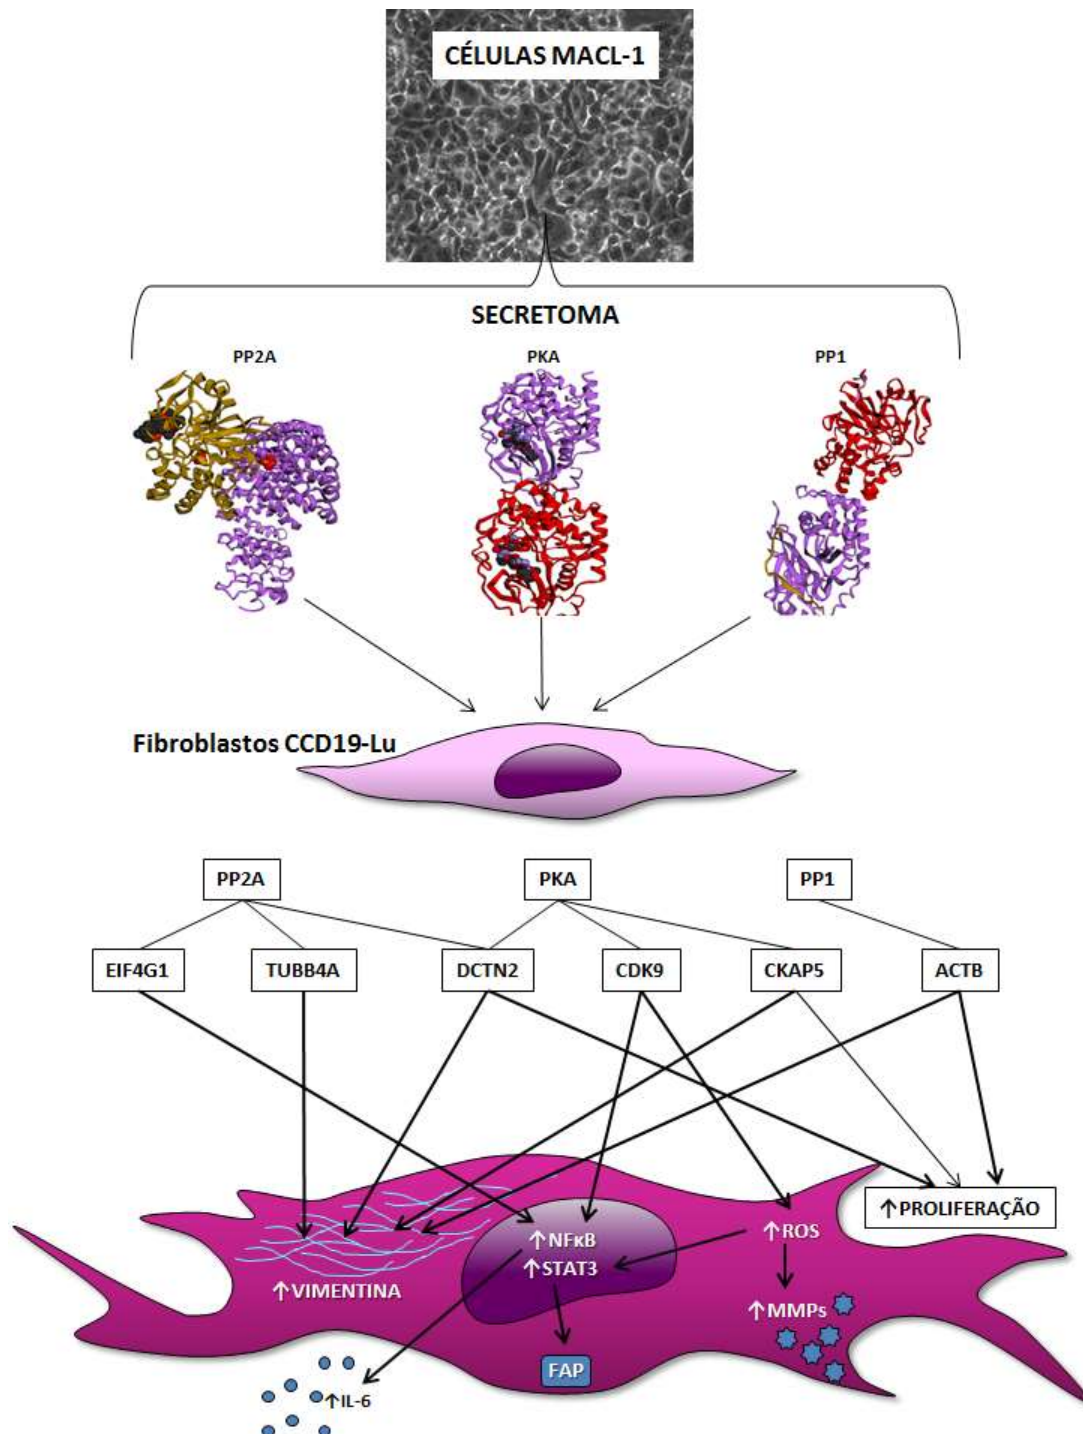 CÉLULAS MACL-1
SECRETOMA
PP2A
PKA
PP1
Fibroblastos CCD19-Lu
PP2A
PKA
PP1
EIF4G1
TUBB4A
DCTN2
CDK9
CKAP5
ACTB
↑PROLIFERAÇÃO
↑NFκB
↑ROS
↑STAT3
↑VIMENTINA
↑MMPs
FAP
↑IL-6